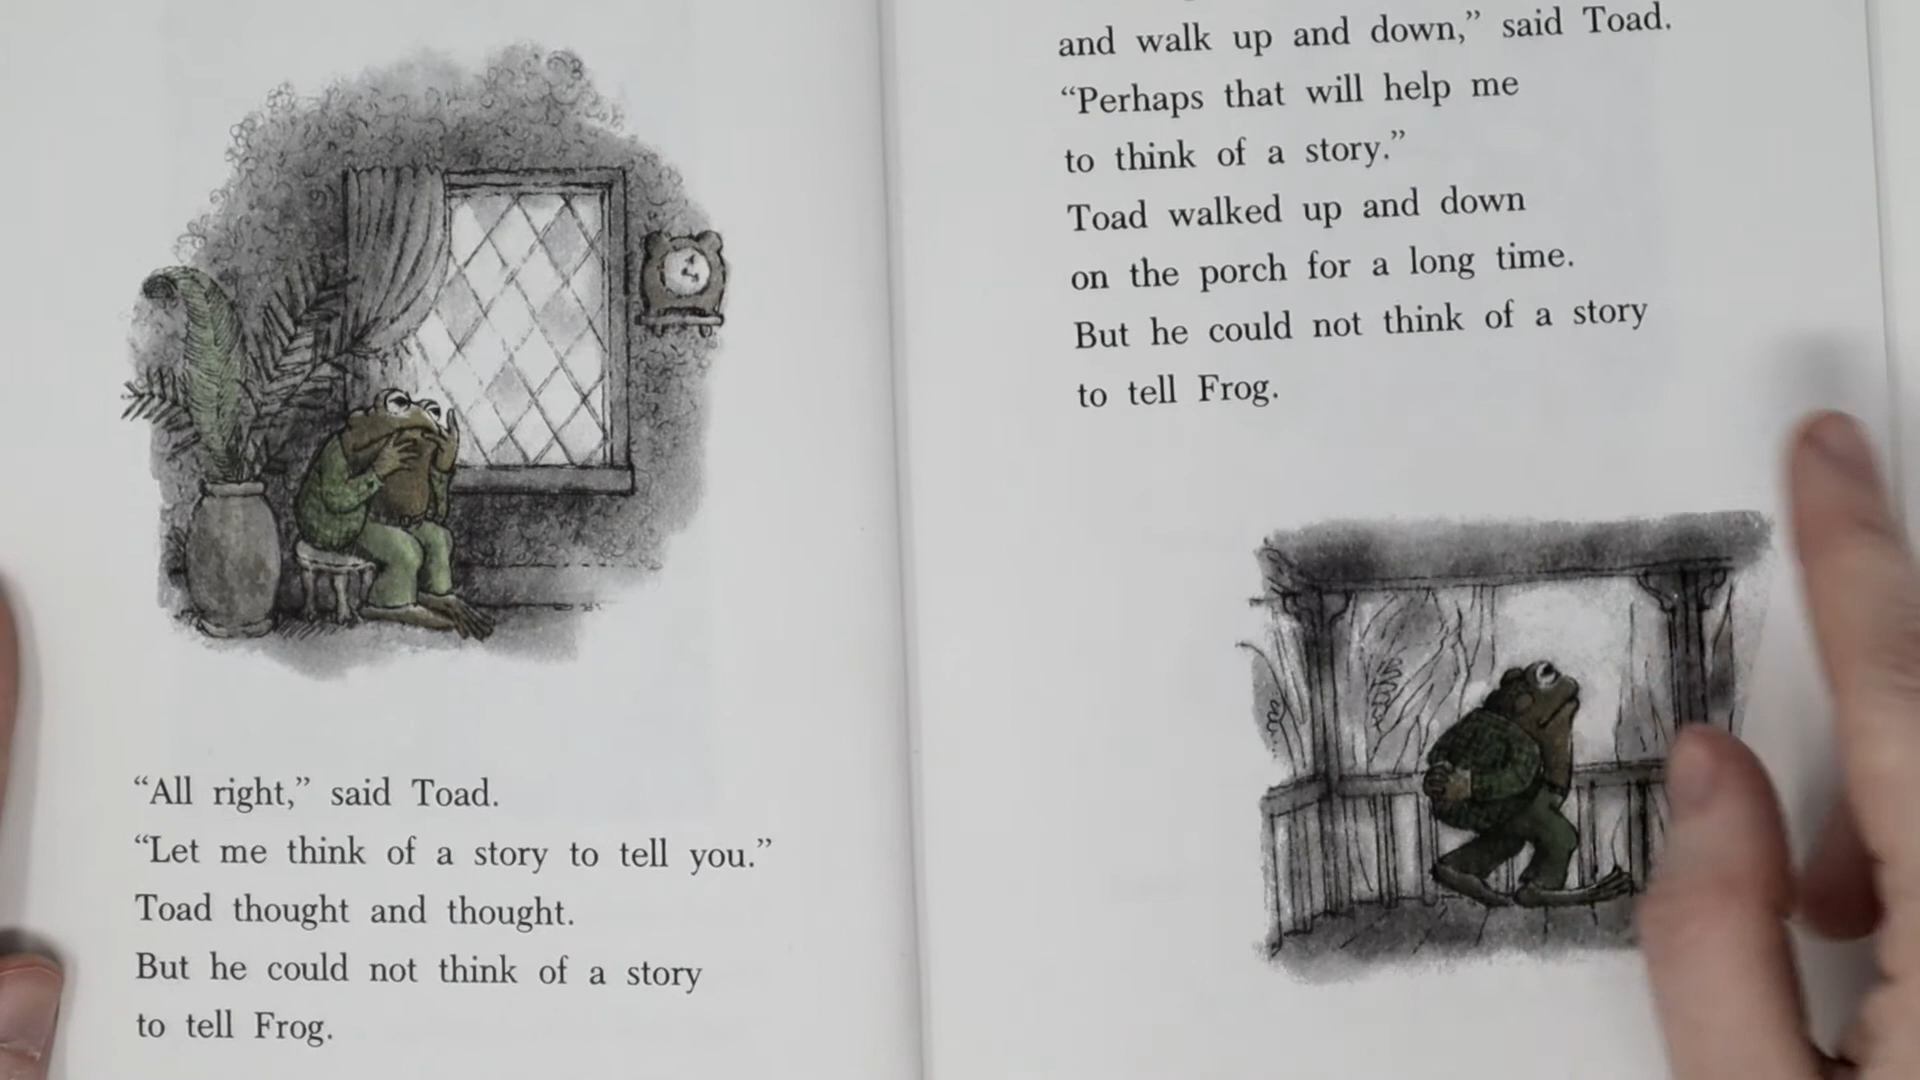 “All right,” said Toad.
“Let me think of a story to tell you.”
Toad thought and thought.
But he could not think of a story
to tell Frog.
and walk up and down,” said Toad.
“Perhaps that will help me
to think of a story.”
Toad walked up and down
on the porch for a long time.
But he could not think of a story
to tell Frog.